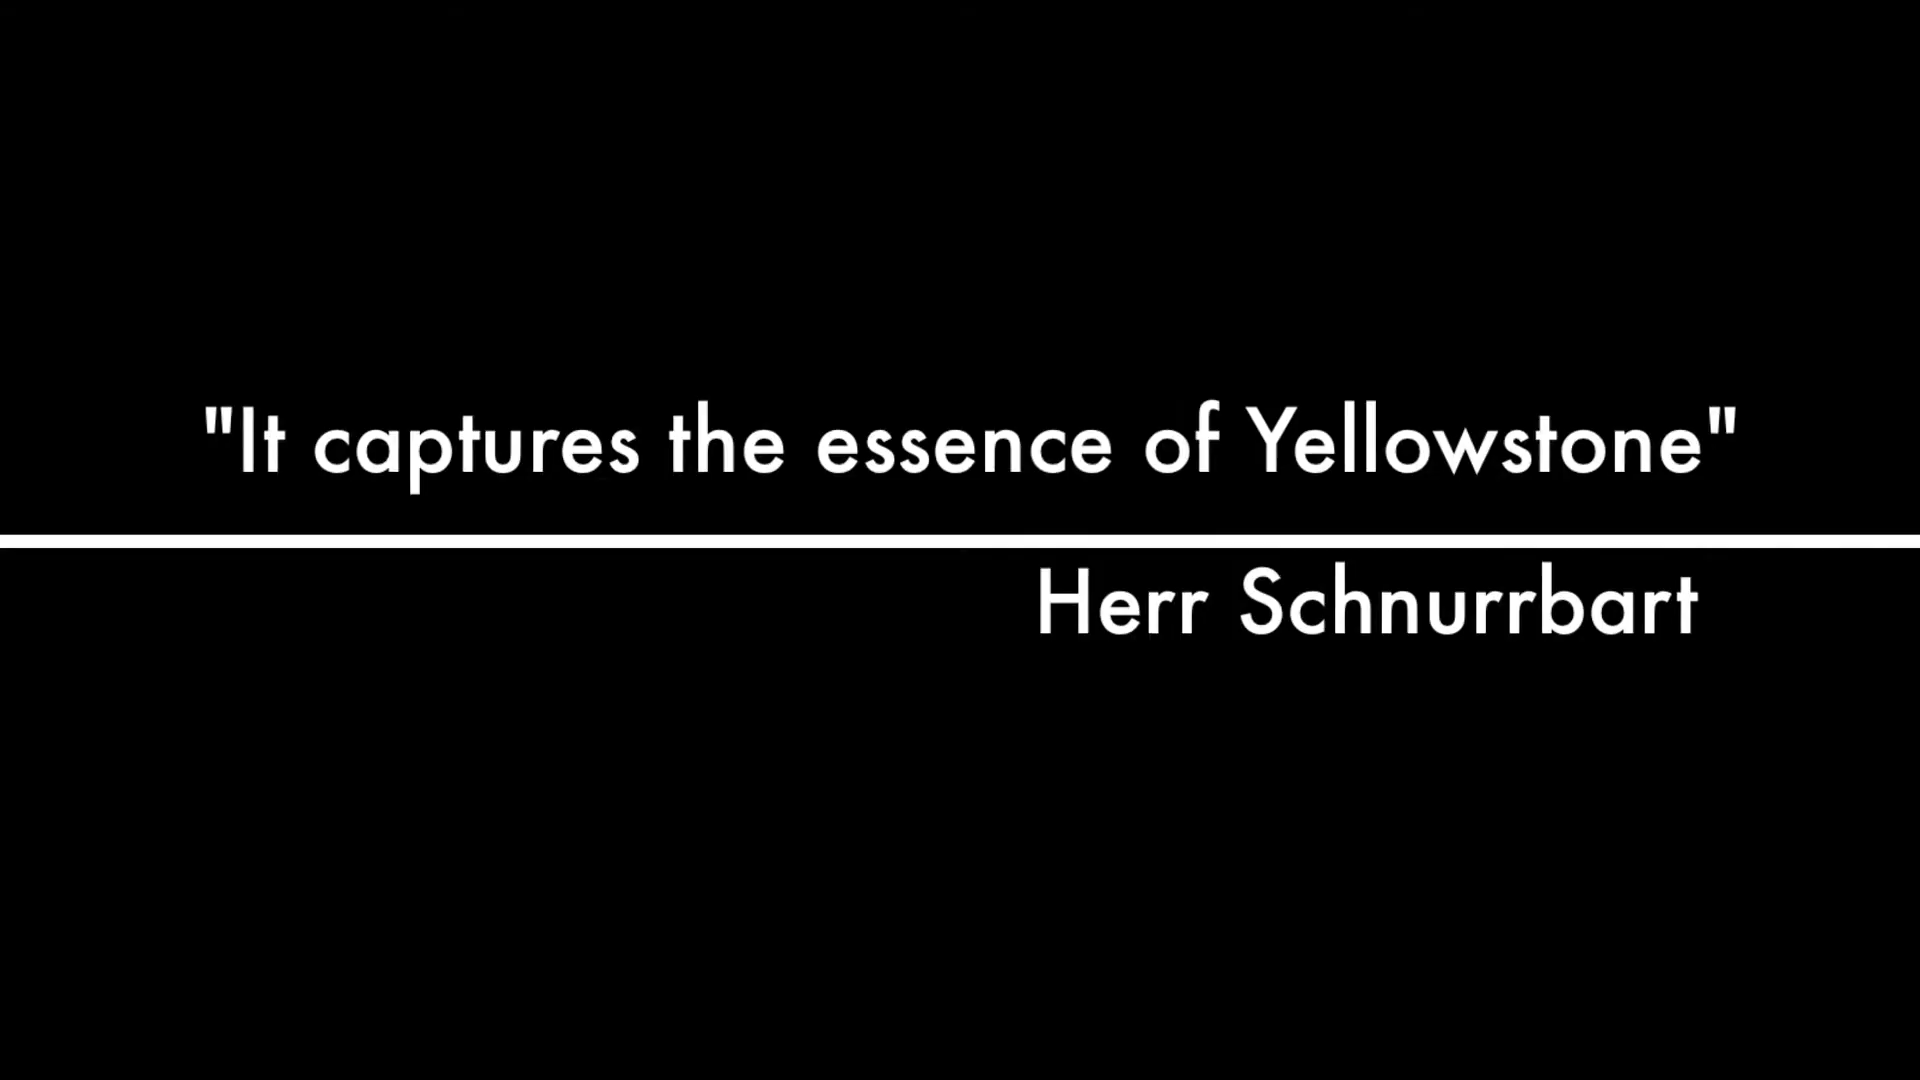 "It captures the essence of Yellowstone"
Herr Schnurrbart